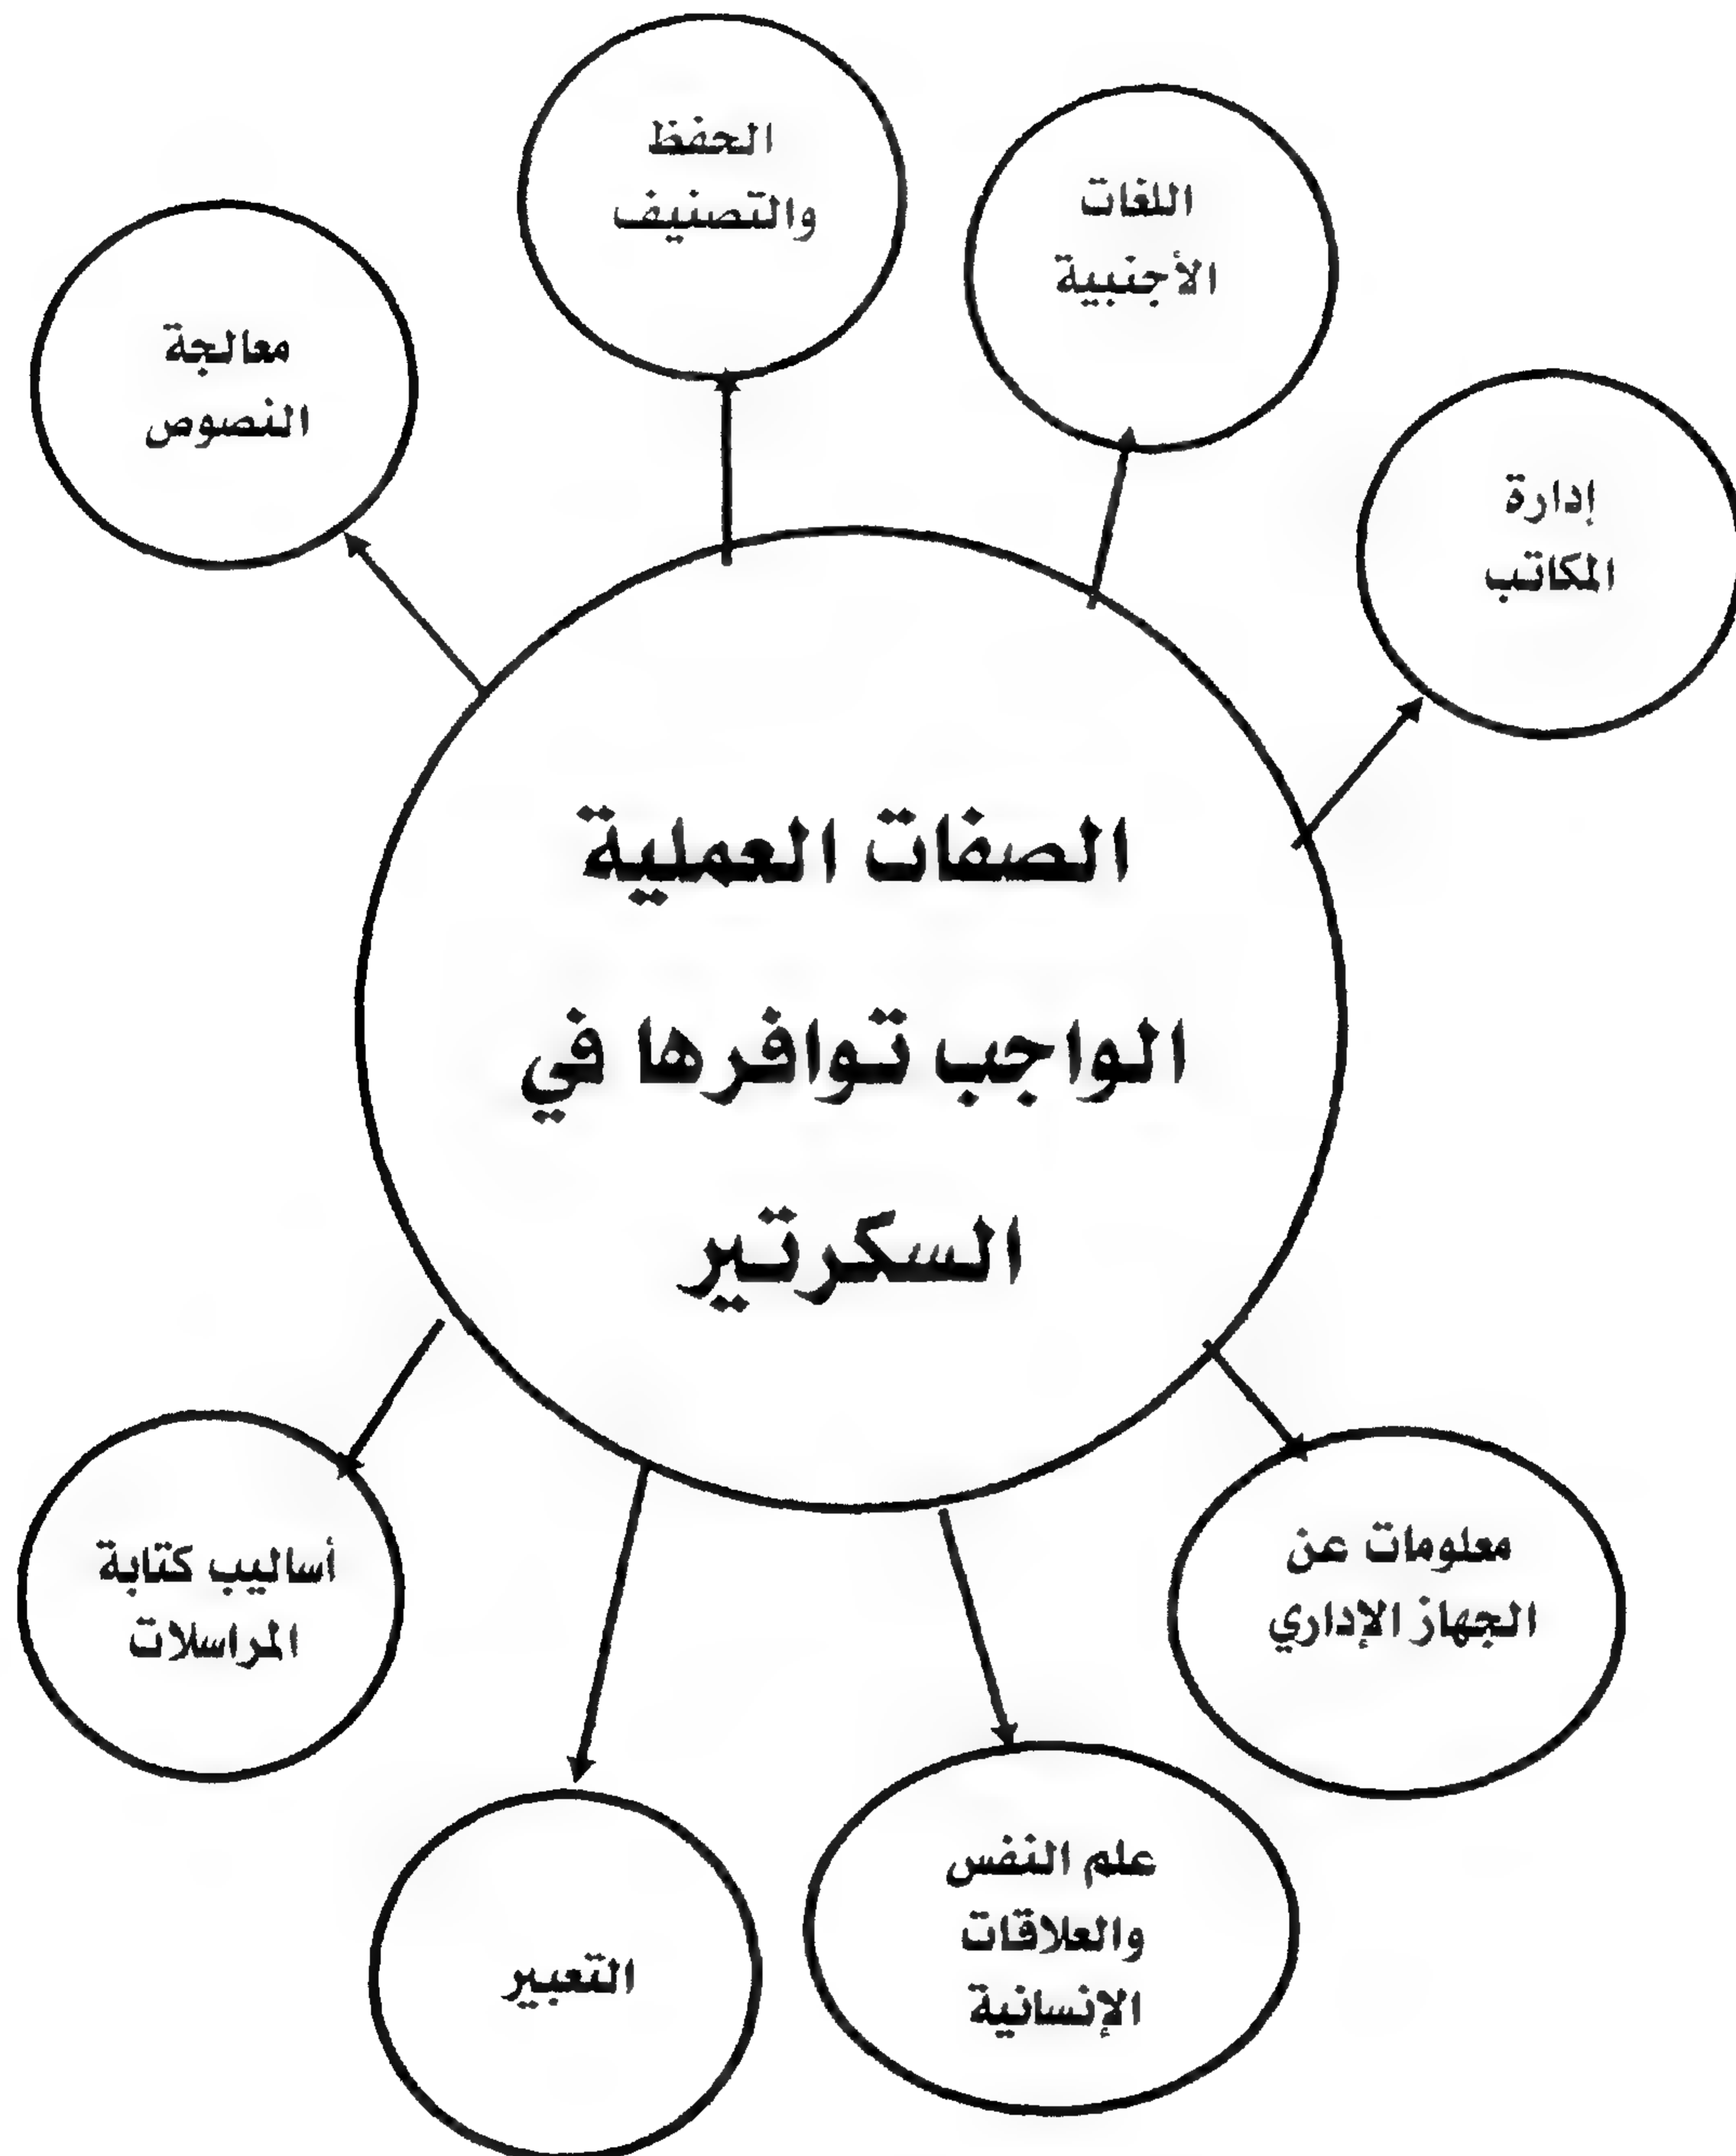 الحفظ
والتصنيف
اللغات
الأجنبية
معالجة
النصوص
إدارة
المكاتب
الصفات العملية
الواجب توافرها في
السكرتير
أساليب كتابة
المراسلات
معلومات عن
الجهاز الإداري
علم النفس
والعلاقات
الإنسانية
التعبير